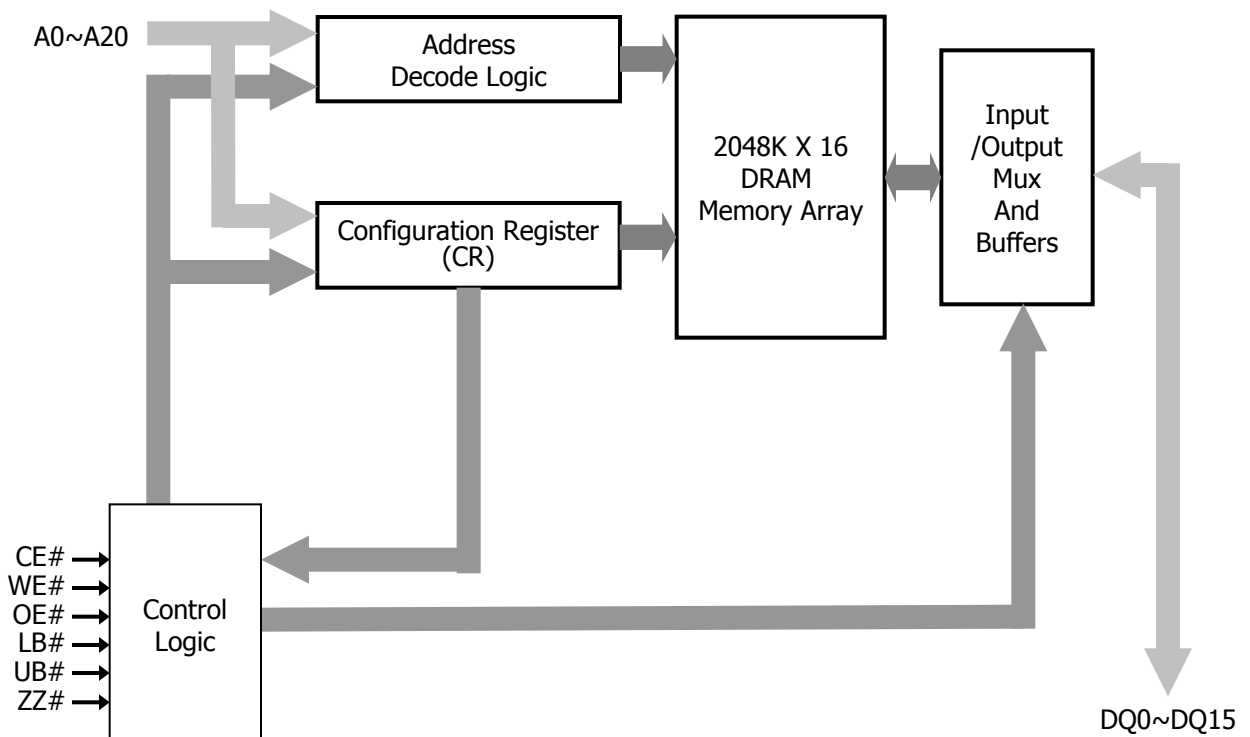 A0~A20
Address
Decode Logic
Configuration Register
(CR)
2048K X 16
DRAM
Memory Array
Input
/Output
Mux
And
Buffers
CE#
WE#
OE#
LB#
UB#
ZZ#
Control
Logic
DQ0~DQ15